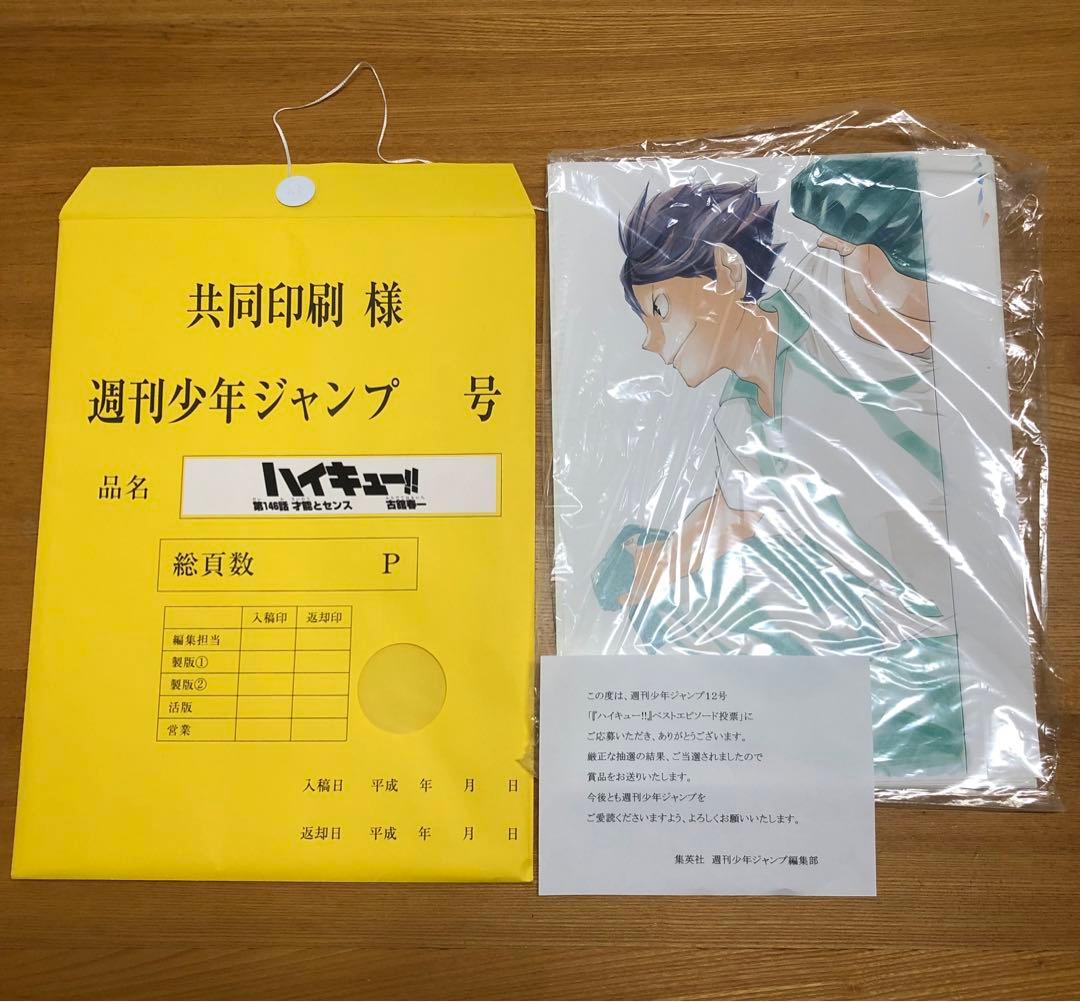 共同印刷 様
週刊少年ジャンプ 号
品名
ハイキュー!!
第146話 才能とセンス 古舘春一
総頁数 P
入稿印 返却印
編集担当
製版①
製版②
活版
営業
入稿日 平成 年 月 日
返却日 平成 年 月 日
この度は、週刊少年ジャンプ12号
「『ハイキュー!!』ベストエピソード投票」に
ご応募いただき、ありがとうございます。
厳正な抽選の結果、ご当選されましたので
賞品をお送りいたします。
今後とも週刊少年ジャンプを
ご愛読くださいますよう、よろしくお願いいたします。
集英社 週刊少年ジャンプ編集部